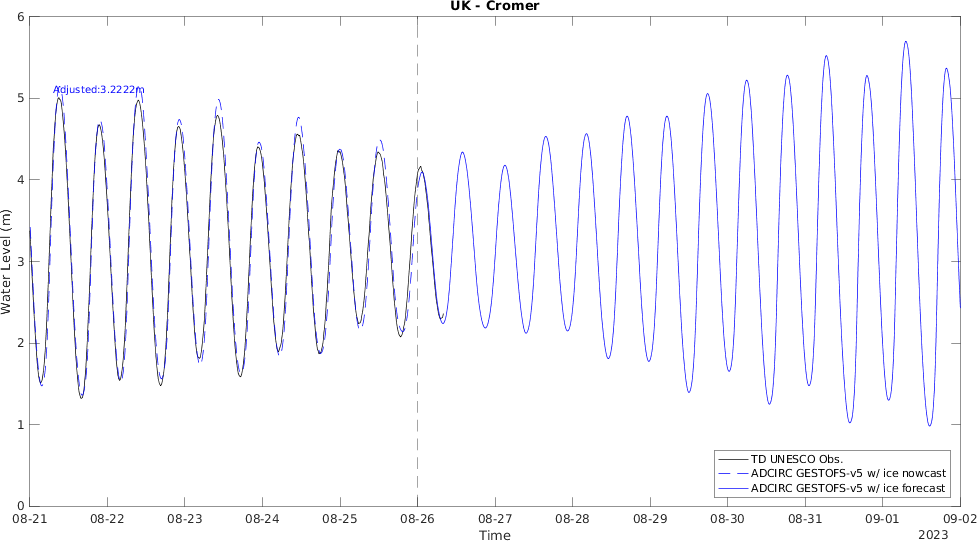 UK - Cromer
6
5
4
3
2
1
0
Water Level (m)
Adjusted:3.2222m
TD UNESCO Obs.
ADCIRC GESTOFS-v5 w/ ice nowcast
ADCIRC GESTOFS-v5 w/ ice forecast
08-21 08-22 08-23 08-24 08-25 08-26 08-27 08-28 08-29 08-30 08-31 09-01 09-02
Time
2023